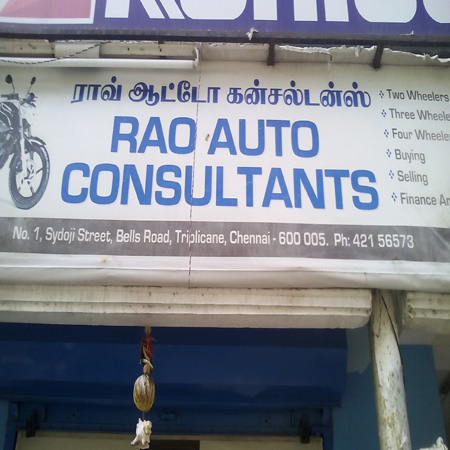 ராவ் ஆட்டோ கன்சல்டன்ஸ்
RAO AUTO
CONSULTANTS
Two Wheelers
Three Wheele
Four Wheele
Buying
Selling
Finance Ar
No. 1, Sydoji Street, Bells Road, Triplicane, Chennai - 600 005. Ph: 421 56573